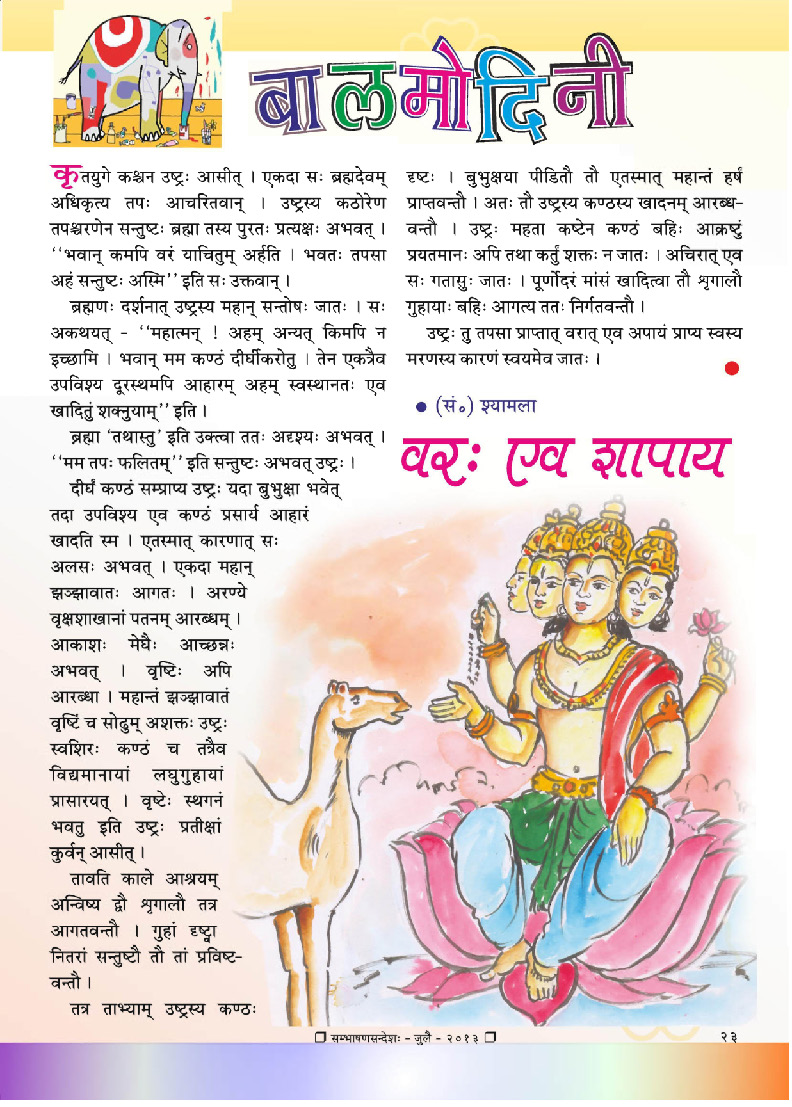 बालमोदिनी
कृतयुगे कश्चन उष्ट्रः आसीत् । एकदा सः ब्रह्मदेवम्
अधिकृत्य तपः आचरितवान् । उष्ट्रस्य कठोरेण
तपश्चरणेन सन्तुष्टः ब्रह्मा तस्य पुरतः प्रत्यक्षः अभवत् ।
‘‘भवान् कमपि वरं याचितुम् अर्हति । भवतः तपसा
अहं सन्तुष्टः अस्मि’’ इति सः उक्तवान् ।
ब्रह्मणः दर्शनात् उष्ट्रस्य महान् सन्तोषः जातः । सः
अकथयत् - ‘‘महात्मन् ! अहम् अन्यत् किमपि न
इच्छामि । भवान् मम कण्ठं दीर्घीकरोतु । तेन एकत्रैव
उपविश्य दूरस्थमपि आहारम् अहम् स्वस्थानतः एव
खादितुं शक्नुयाम्’’ इति ।
ब्रह्मा ‘तथास्तु’ इति उक्त्वा ततः अदृश्यः अभवत् ।
‘‘मम तपः फलितम्’’ इति सन्तुष्टः अभवत् उष्ट्रः ।
दीर्घं कण्ठं सम्प्राप्य उष्ट्रः यदा बुभुक्षा भवेत्
तदा उपविश्य एव कण्ठं प्रसार्य आहारं
खादति स्म । एतस्मात् कारणात् सः
अलसः अभवत् । एकदा महान्
झञ्झावातः आगतः । अरण्ये
वृक्षशाखानां पतनम् आरब्धम् ।
आकाशः मेघैः आच्छन्नः
अभवत् । वृष्टिः अपि
आरब्धा । महान्तं झञ्झावातं
वृष्टिं च सोढुम् अशक्तः उष्ट्रः
स्वशिरः कण्ठं च तत्रैव
विद्यमानायां लघुगुहायां
प्रासारयत् । वृष्टेः स्थगनं
भवतु इति उष्ट्रः प्रतीक्षां
कुर्वन् आसीत् ।
तावति काले आश्रयम्
अन्विष्य द्वौ शृगालौ तत्र
आगतवन्तौ । गुहां दृष्ट्वा
नितरां सन्तुष्टौ तौ तां प्रविष्ट-
वन्तौ ।
तत्र ताभ्याम् उष्ट्रस्य कण्ठः
दृष्टः । बुभुक्षया पीडितौ तौ एतस्मात् महान्तं हर्षं
प्राप्तवन्तौ । अतः तौ उष्ट्रस्य कण्ठस्य खादनम् आरब्ध-
वन्तौ । उष्ट्रः महता कष्टेन कण्ठं बहिः आक्रष्टुं
प्रयतमानः अपि तथा कर्तुं शक्तः न जातः । अचिरात् एव
सः गतासुः जातः । पूर्णोदरं मांसं खादित्वा तौ शृगालौ
गुहायाः बहिः आगत्य ततः निर्गतवन्तौ ।
उष्ट्रः तु तपसा प्राप्तात् वरात् एव अपायं प्राप्य स्वस्य
मरणस्य कारणं स्वयमेव जातः ।
● (सं०) श्यामला
वरः एव शापाय
❐ सम्भाषणसन्देशः - जुलै - २०१३ ❐
२३